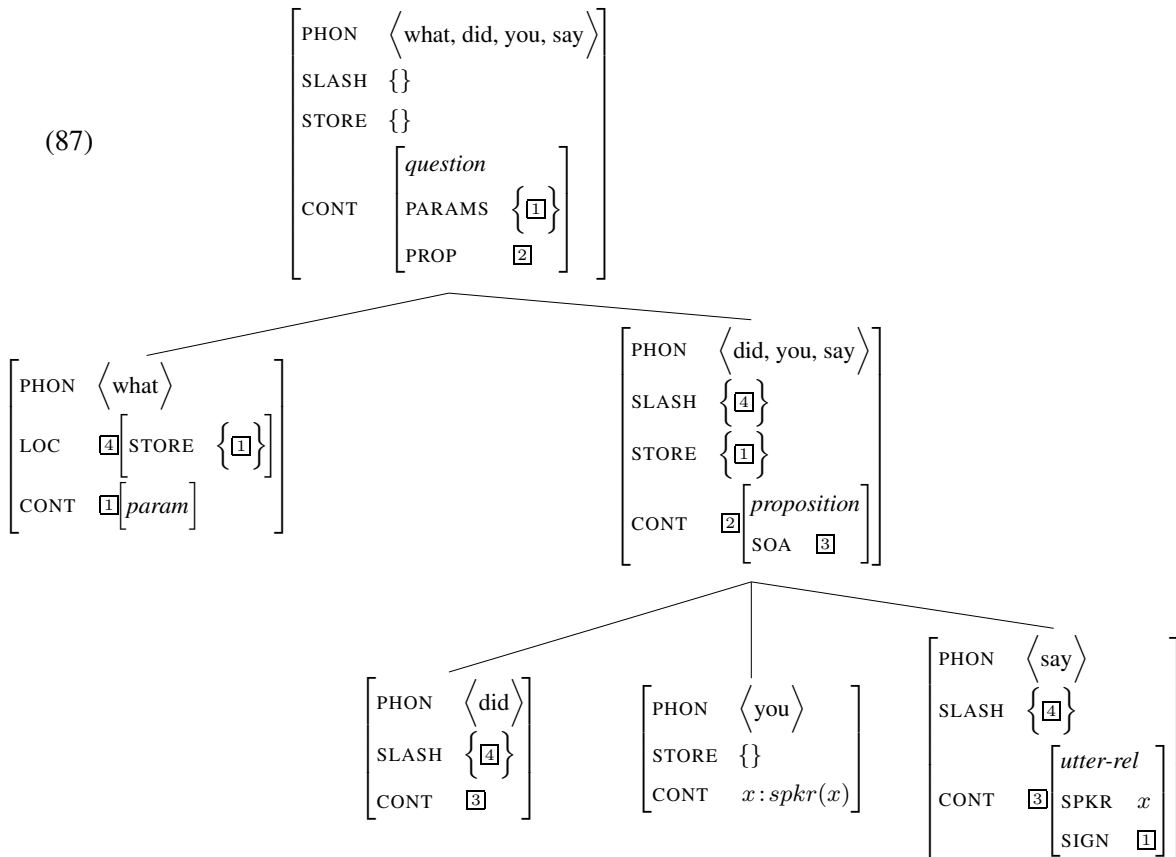 (87)
PHON ⟨what, did, you, say⟩
SLASH {}
STORE {}
CONT [question
PARAMS {1}
PROP 2]
PHON ⟨what⟩
LOC 4[STORE {1}]
CONT 1[param]
PHON ⟨did, you, say⟩
SLASH {4}
STORE {1}
CONT 2[proposition
SOA 3]
PHON ⟨did⟩
SLASH {4}
CONT 3
PHON ⟨you⟩
STORE {}
CONT x:spkr(x)
PHON ⟨say⟩
SLASH {4}
CONT 3[utter-rel
SPKR x
SIGN 1]